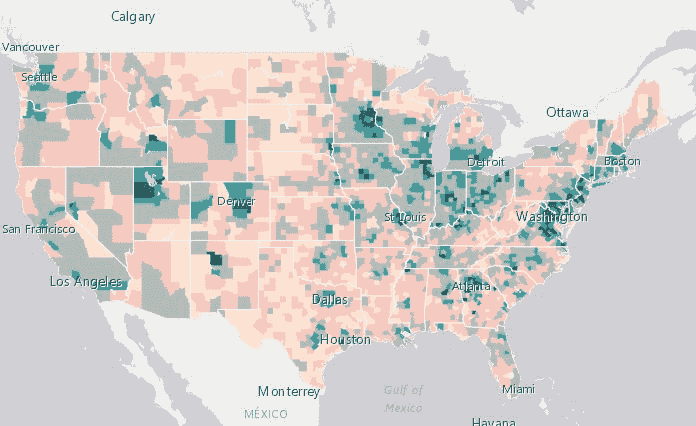 Calgary
Vancouver
Seattle
Ottawa
Detroit
Boston
Denver
St Louis
Washington
San Francisco
Los Angeles
Atlanta
Dallas
Houston
Miami
Monterrey
Gulf of
Mexico
MÉXICO
Havana